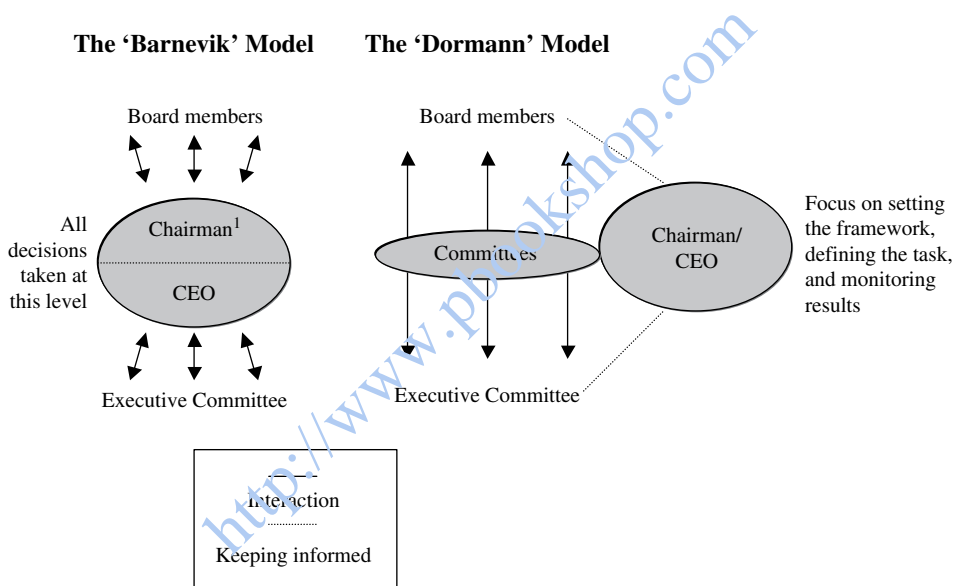 The ‘Barnevik’ Model
The ‘Dormann’ Model
Board members
All
decisions
taken at
this level
Chairman1
CEO
Executive Committee
Board members
Committees
Chairman/
CEO
Executive Committee
Focus on setting
the framework,
defining the task,
and monitoring
results
Interaction
Keeping informed
http://www.pbookshop.com